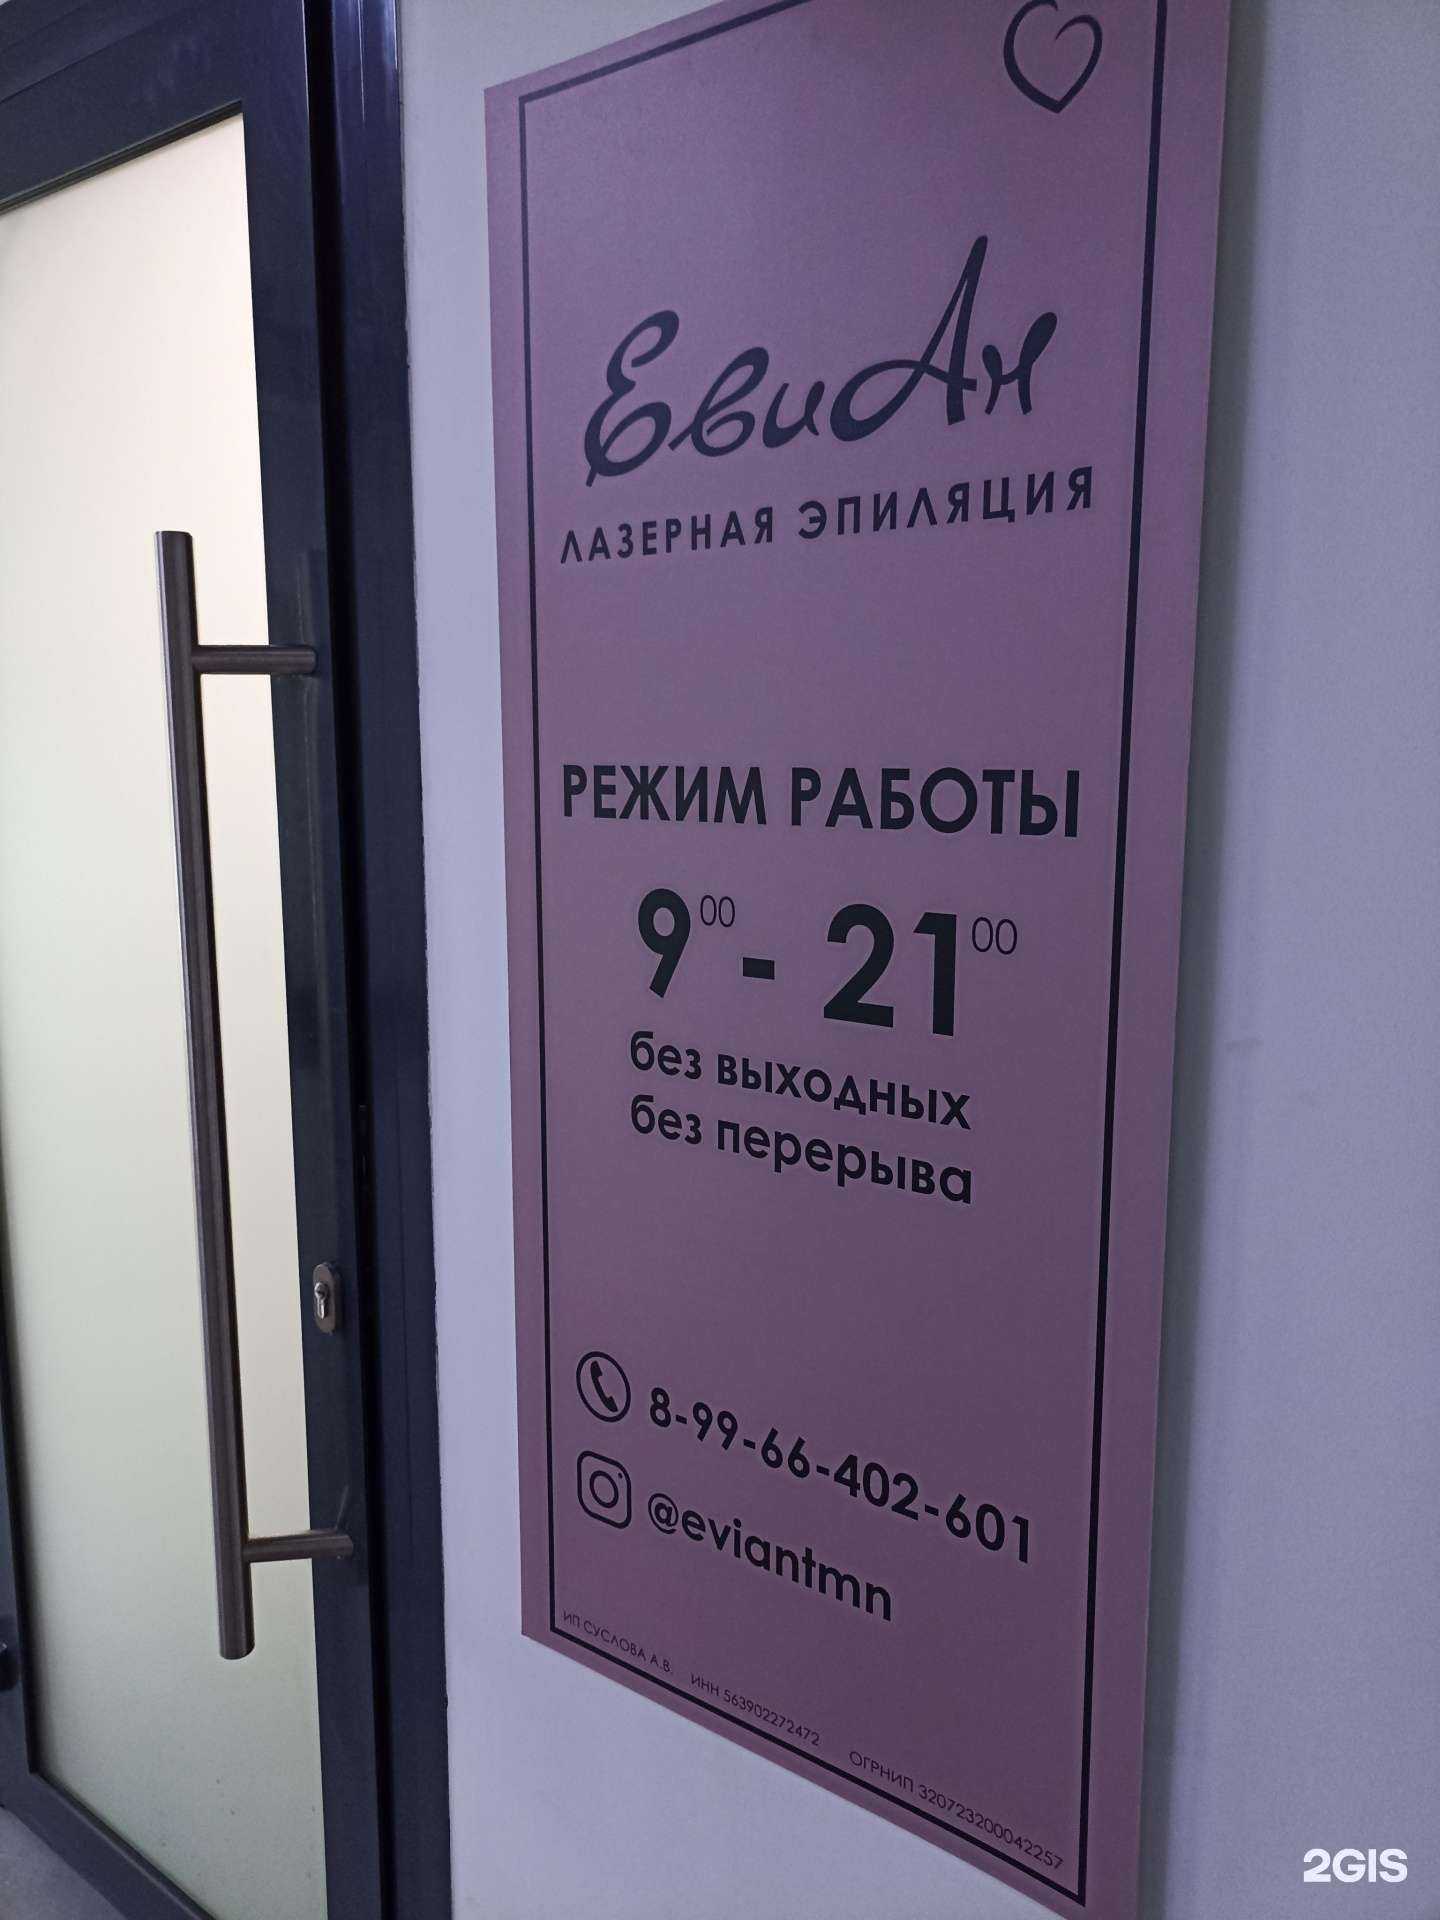 ЕвиАн
ЛАЗЕРНАЯ ЭПИЛЯЦИЯ
РЕЖИМ РАБОТЫ
9⁰⁰ - 21⁰⁰
без выходных
без перерыва
8-99-66-402-601
@eviantmn
ИП СУСЛОВА А.В. ИНН 563902272472 ОГРНИП 320723200042257
2GIS